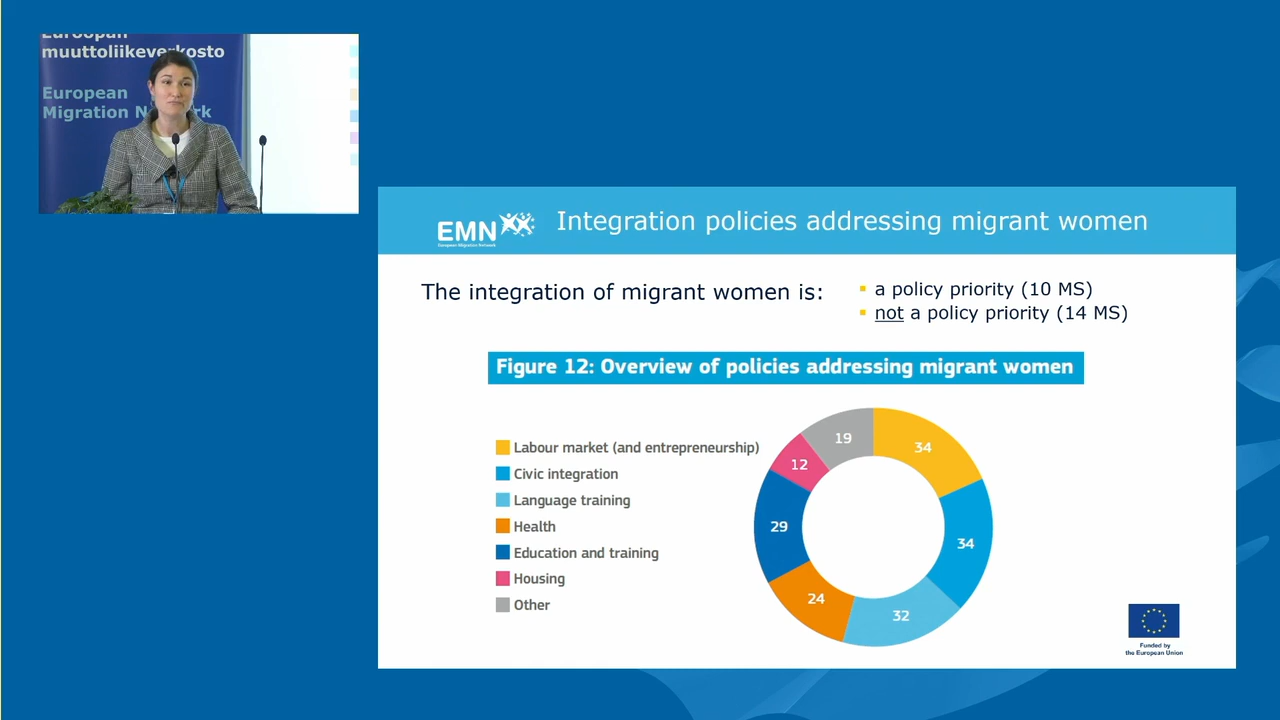 Euroopan
muuttoliikeverkosto
European
Migration N rk
EMN
European Migration Network
Integration policies addressing migrant women
The integration of migrant women is:
a policy priority (10 MS)
not a policy priority (14 MS)
Figure 12: Overview of policies addressing migrant women
Labour market (and entrepreneurship)
Civic integration
Language training
Health
Education and training
Housing
Other
34
34
32
24
29
12
19
Funded by
the European Union